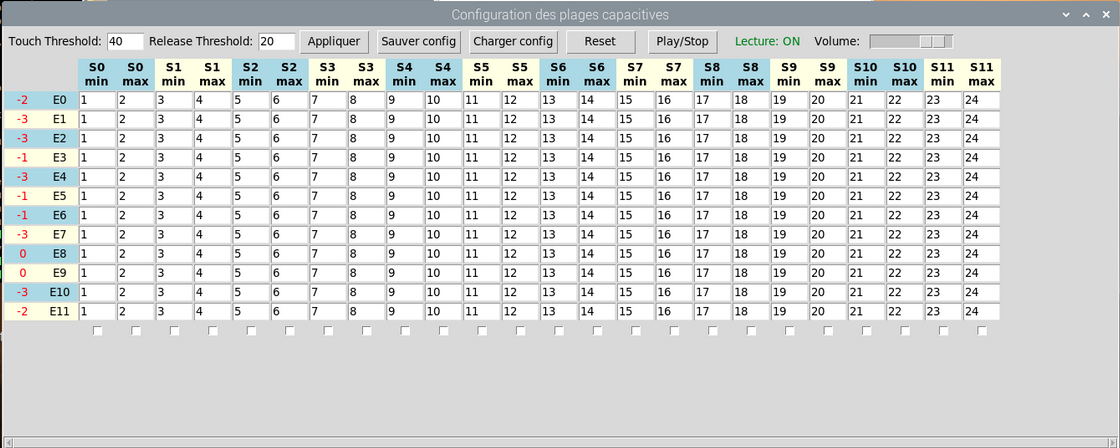 Configuration des plages capacitives
Touch Threshold: 40 Release Threshold: 20 Appliquer Sauver config Charger config Reset Play/Stop Lecture: ON Volume:
S0 S0 S1 S1 S2 S2 S3 S3 S4 S4 S5 S5 S6 S6 S7 S7 S8 S8 S9 S9 S10 S10 S11 S11
min max min max min max min max min max min max min max min max min max min max min max min max
-2 E0 1 2 3 4 5 6 7 8 9 10 11 12 13 14 15 16 17 18 19 20 21 22 23 24
-3 E1 1 2 3 4 5 6 7 8 9 10 11 12 13 14 15 16 17 18 19 20 21 22 23 24
-3 E2 1 2 3 4 5 6 7 8 9 10 11 12 13 14 15 16 17 18 19 20 21 22 23 24
-1 E3 1 2 3 4 5 6 7 8 9 10 11 12 13 14 15 16 17 18 19 20 21 22 23 24
-3 E4 1 2 3 4 5 6 7 8 9 10 11 12 13 14 15 16 17 18 19 20 21 22 23 24
-1 E5 1 2 3 4 5 6 7 8 9 10 11 12 13 14 15 16 17 18 19 20 21 22 23 24
-1 E6 1 2 3 4 5 6 7 8 9 10 11 12 13 14 15 16 17 18 19 20 21 22 23 24
-3 E7 1 2 3 4 5 6 7 8 9 10 11 12 13 14 15 16 17 18 19 20 21 22 23 24
0 E8 1 2 3 4 5 6 7 8 9 10 11 12 13 14 15 16 17 18 19 20 21 22 23 24
0 E9 1 2 3 4 5 6 7 8 9 10 11 12 13 14 15 16 17 18 19 20 21 22 23 24
-3 E10 1 2 3 4 5 6 7 8 9 10 11 12 13 14 15 16 17 18 19 20 21 22 23 24
-2 E11 1 2 3 4 5 6 7 8 9 10 11 12 13 14 15 16 17 18 19 20 21 22 23 24